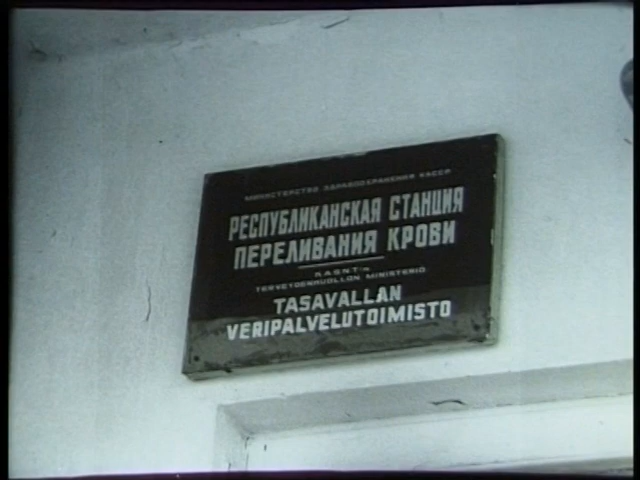 МИНИСТЕРСТВО ЗДРАВООХРАНЕНИЯ КАССР
РЕСПУБЛИКАНСКАЯ СТАНЦИЯ
ПЕРЕЛИВАНИЯ КРОВИ
K.A.S.N.T:n
TERVEYDENHUOLLON MINISTERIÖ
TASAVALLAN
VERIPALVELUTOIMISTO